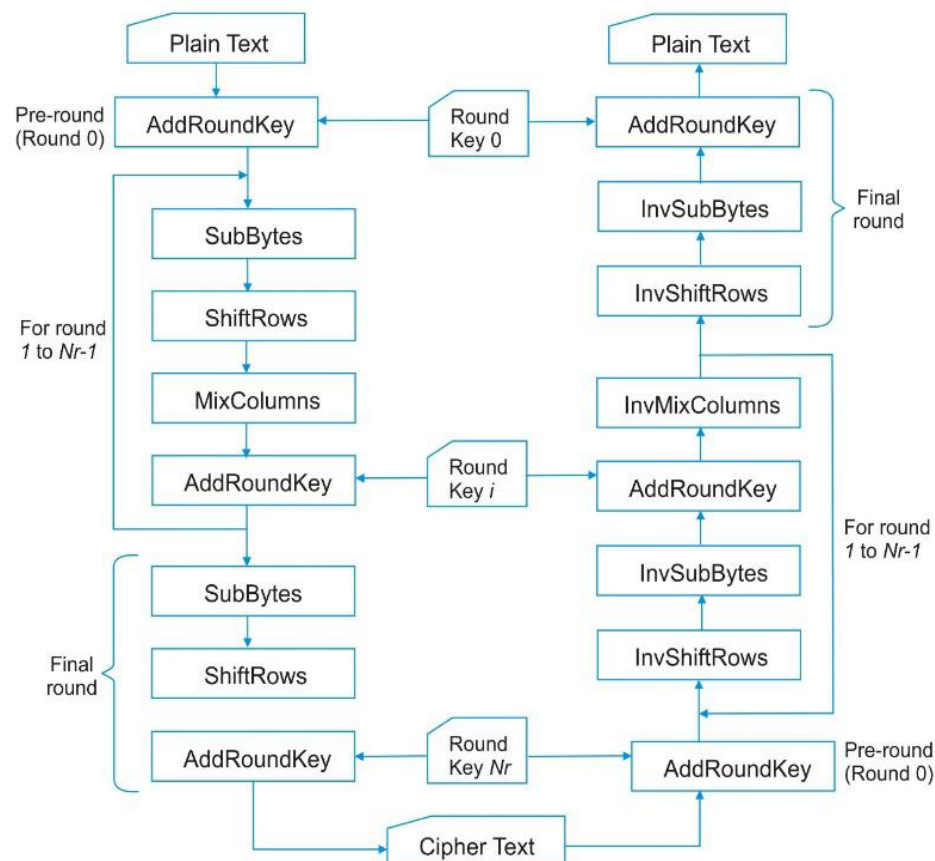 Plain Text
Pre-round
(Round 0)
AddRoundKey
SubBytes
ShiftRows
For round
1 to Nr-1
MixColumns
AddRoundKey
SubBytes
Final
round
ShiftRows
AddRoundKey
Round
Key 0
Round
Key i
Round
Key Nr
Cipher Text
Plain Text
AddRoundKey
InvSubBytes
Final
round
InvShiftRows
InvMixColumns
AddRoundKey
For round
1 to Nr-1
InvSubBytes
InvShiftRows
AddRoundKey
Pre-round
(Round 0)